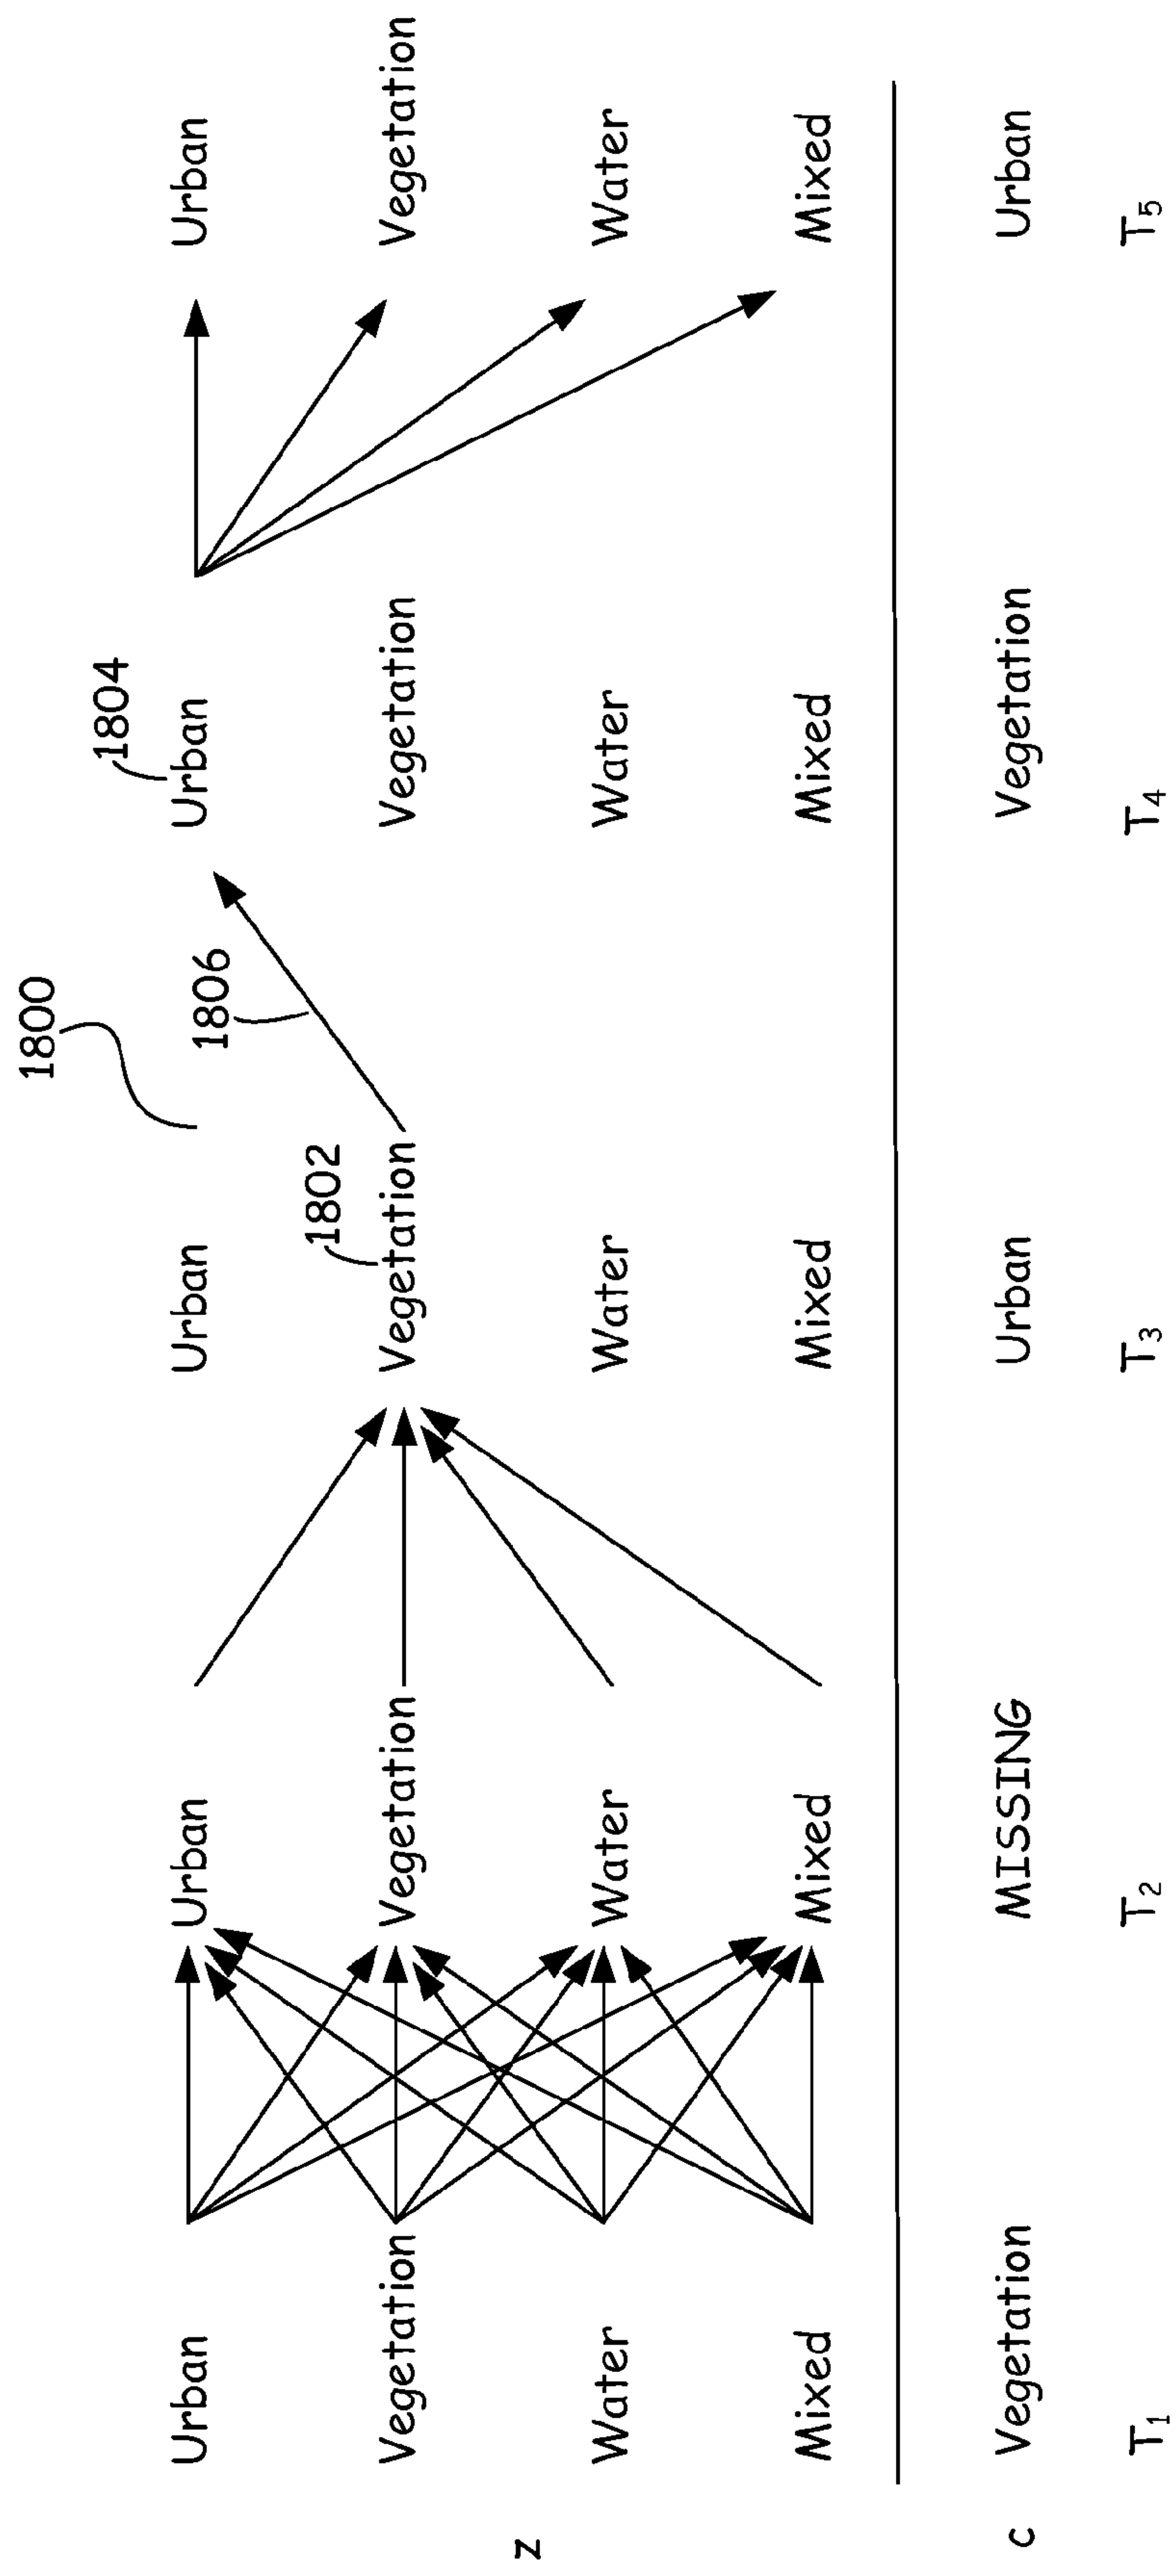 1800
1804
1806
1802
Urban Urban Urban Urban Urban
Vegetation Vegetation Vegetation Vegetation Vegetation
z
Water Water Water Water Water
Mixed Mixed Mixed Mixed Mixed
c Vegetation MISSING Urban Vegetation Urban
T1 T2 T3 T4 T5